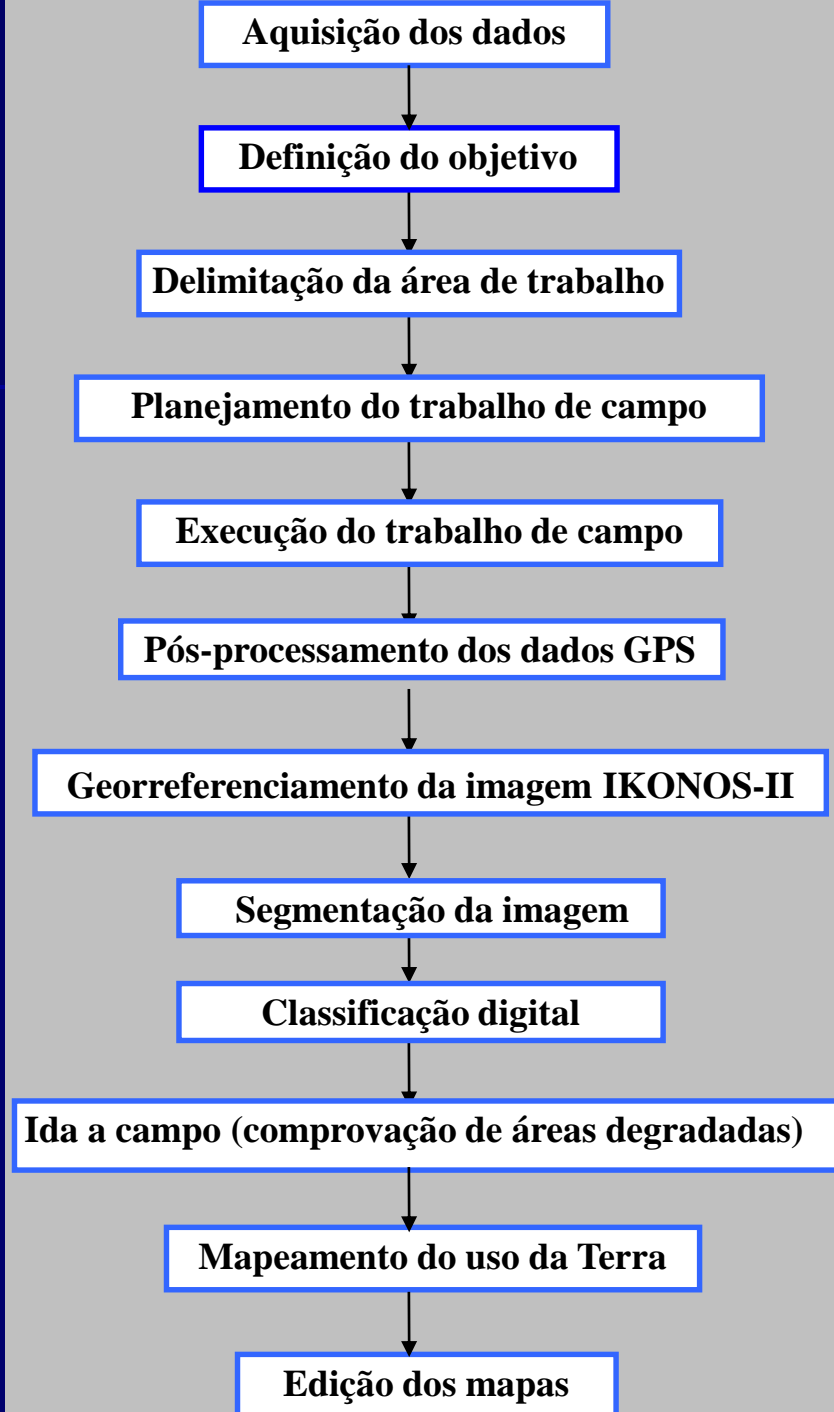 Aquisição dos dados
Definição do objetivo
Delimitação da área de trabalho
Planejamento do trabalho de campo
Execução do trabalho de campo
Pós-processamento dos dados GPS
Georreferenciamento da imagem IKONOS-II
Segmentação da imagem
Classificação digital
Ida a campo (comprovação de áreas degradadas)
Mapeamento do uso da Terra
Edição dos mapas